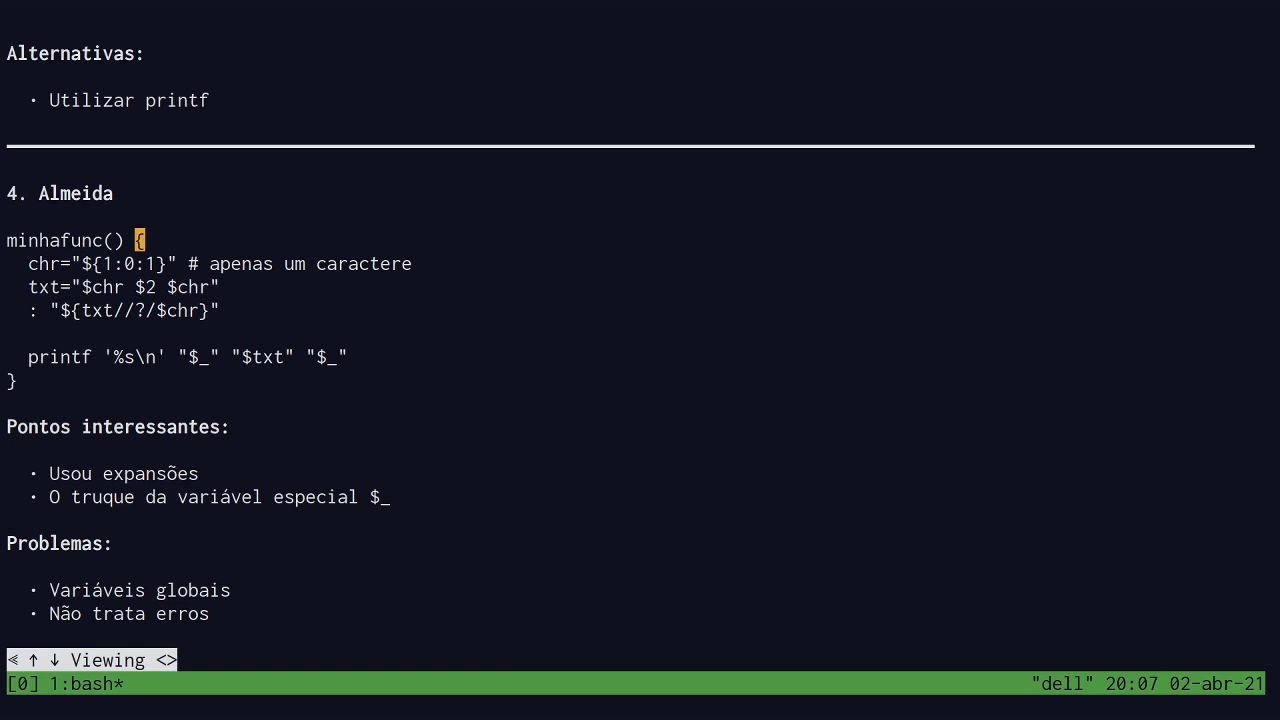 Alternativas:
• Utilizar printf
4. Almeida
minhafunc() {
  chr="${1:0:1}" # apenas um caractere
  txt="$chr $2 $chr"
  : "${txt//?/$chr}"
  printf '%s\n' "$_" "$txt" "$_"
}
Pontos interessantes:
• Usou expansões
• O truque da variável especial $_
Problemas:
• Variáveis globais
• Não trata erros
⪡ ↑ ↓ Viewing <>
[0] 1:bash* "dell" 20:07 02-abr-21